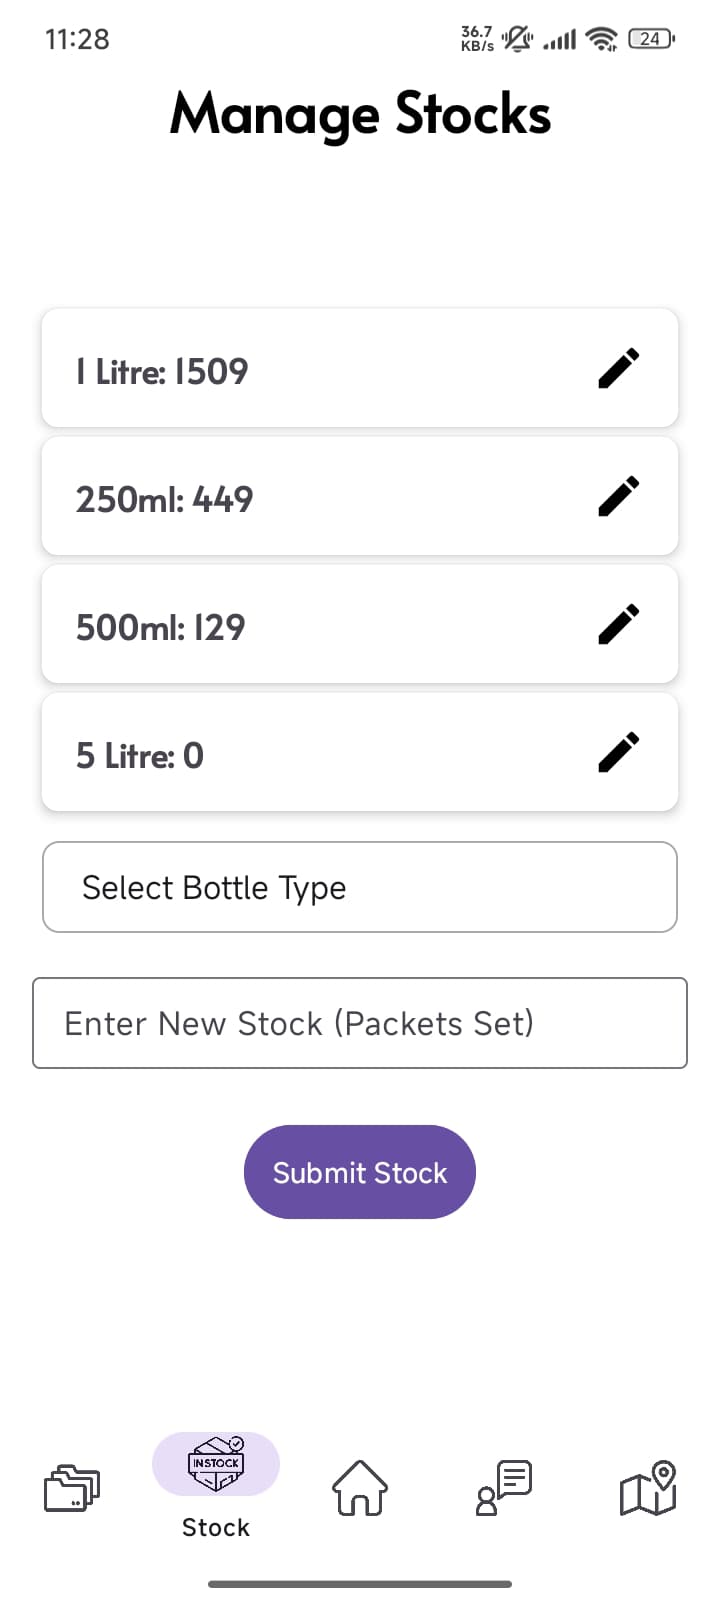 11:28
36.7
KB/s
24
Manage Stocks
1 Litre: 1509
250ml: 449
500ml: 129
5 Litre: 0
Select Bottle Type
Enter New Stock (Packets Set)
Submit Stock
INSTOCK
Stock